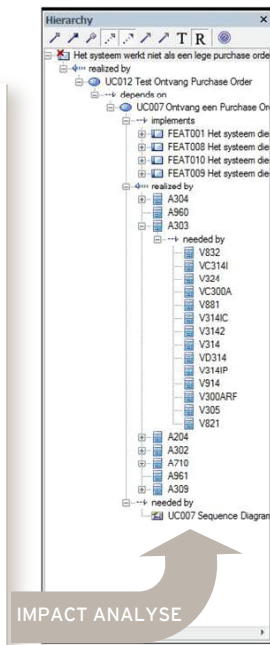 Hierarchy
T R
Het systeem werkt niet als een lege purchase orde
realized by
UC012 Test Ontvang Purchase Order
depends on
UC007 Ontvang een Purchase On
implements
FEAT001 Het systeem die
FEAT008 Het systeem die
FEAT010 Het systeem die
FEAT009 Het systeem die
realized by
A304
A960
A303
needed by
V832
VC314I
V324
VC300A
V881
V314IC
V3142
V314
VD314
V314IP
V914
V300ARF
V305
V821
A204
A302
A710
A961
A309
needed by
UC007 Sequence Diagram
IMPACT ANALYSE